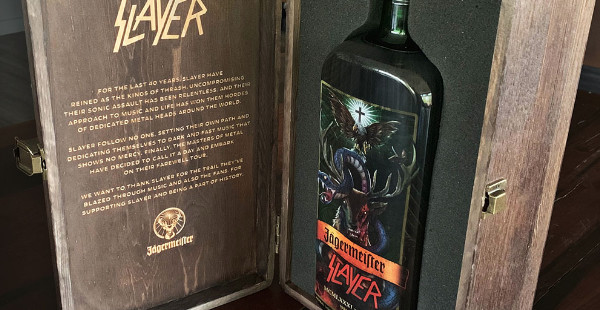 SLAYER
FOR THE LAST 40 YEARS, SLAYER HAVE
REINED AS THE KINGS OF THRASH. UNCOMPROMISING
THEIR SONIC ASSAULT HAS BEEN RELENTLESS, AND THEIR
APPROACH TO MUSIC AND LIFE HAS WON THEM HORDES
OF DEDICATED METAL HEADS AROUND THE WORLD.
SLAYER FOLLOW NO ONE, SETTING THEIR OWN PATH AND
DEDICATING THEMSELVES TO DARK AND FAST MUSIC THAT
SHOWS NO MERCY. FINALLY, THE MASTERS OF METAL
HAVE DECIDED TO CALL IT A DAY AND EMBARK
ON THEIR FAREWELL TOUR.
WE WANT TO THANK SLAYER FOR THE TRAIL THEY'VE
BLAZED THROUGH MUSIC AND ALSO THE FANS, FOR
SUPPORTING SLAYER AND BEING A PART OF HISTORY.
Jägermeister
Jägermeister
SLAYER
MCMLXXXI